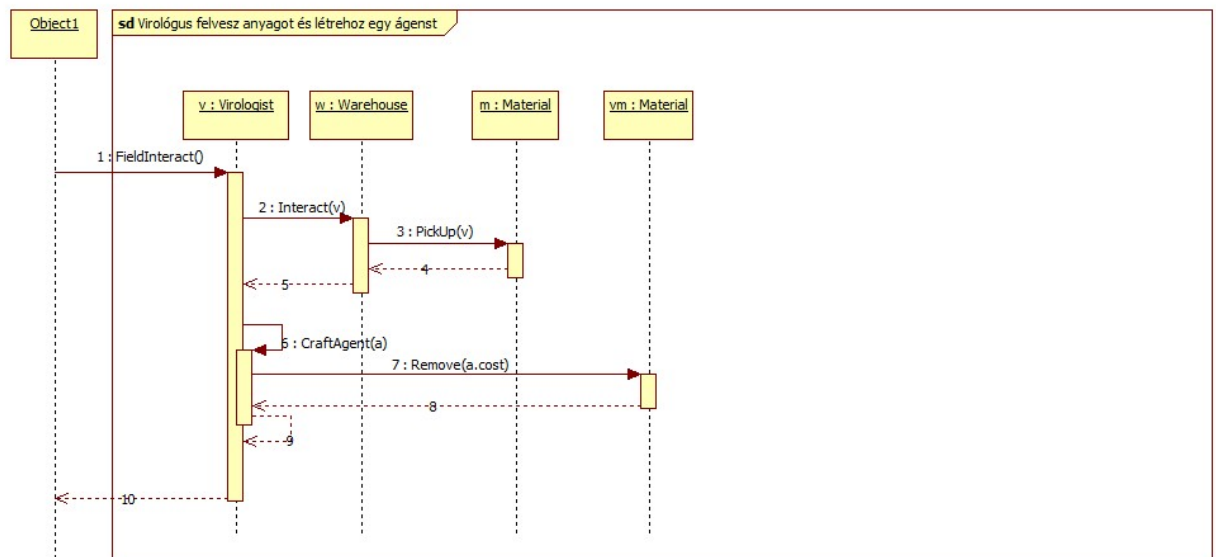 Object1
sd Virológus felvesz anyagot és létrehoz egy ágenst
v : Virologist
w : Warehouse
m : Material
vm : Material
1 : FieldInteract()
2 : Interact(v)
3 : PickUp(v)
4
5
6 : CraftAgent(a)
7 : Remove(a.cost)
8
9
10